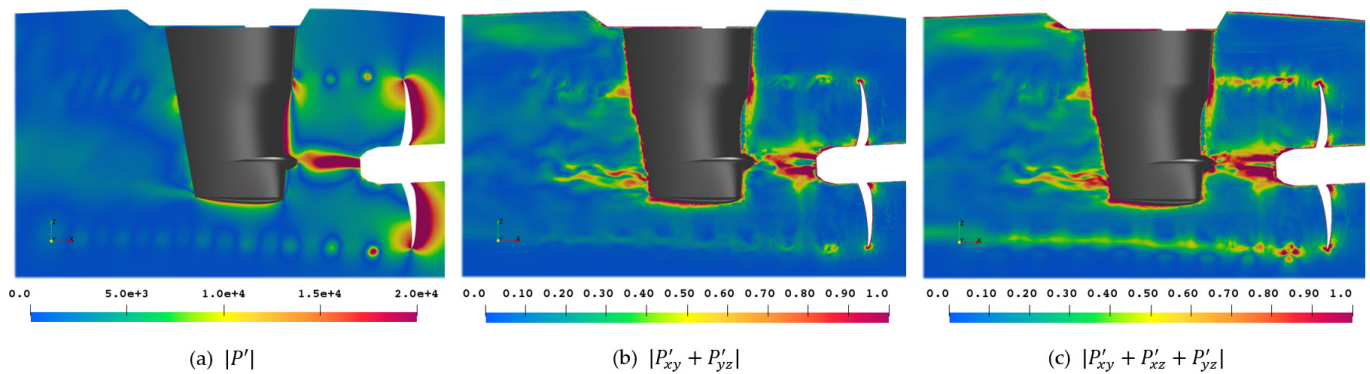 z
x
z
x
z
x
0.0 5.0e+3 1.0e+4 1.5e+4 2.0e+4
0.0 0.10 0.20 0.30 0.40 0.50 0.60 0.70 0.80 0.90 1.0
0.0 0.10 0.20 0.30 0.40 0.50 0.60 0.70 0.80 0.90 1.0
(a) |P′|
(b) |P′xy + P′yz|
(c) |P′xy + P′xz + P′yz|